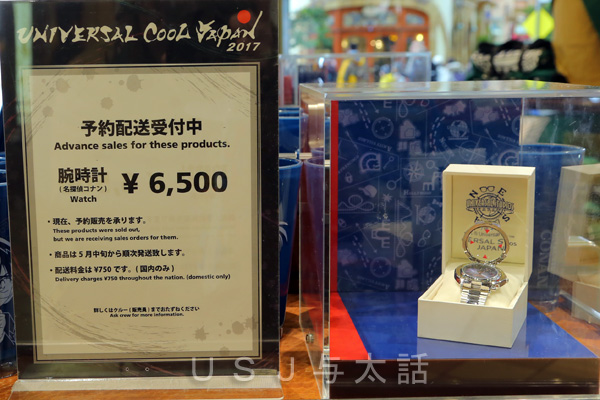 UNIVERSAL COOL JAPAN
2017
予約配送受付中
Advance sales for these products.
腕時計
(名探偵コナン)
Watch
¥ 6,500
・現在、予約販売を承ります。
These products were sold out,
but we are receiving sales orders for them.
・商品は5月中旬から順次発送致します。
・配送料金は¥750です。(国内のみ)
Delivery charges ¥750 throughout the nation. (domestic only)
詳しくはクルー(販売員)までおたずねください
Ask crew for more information.
JAPAN
USJ与太話